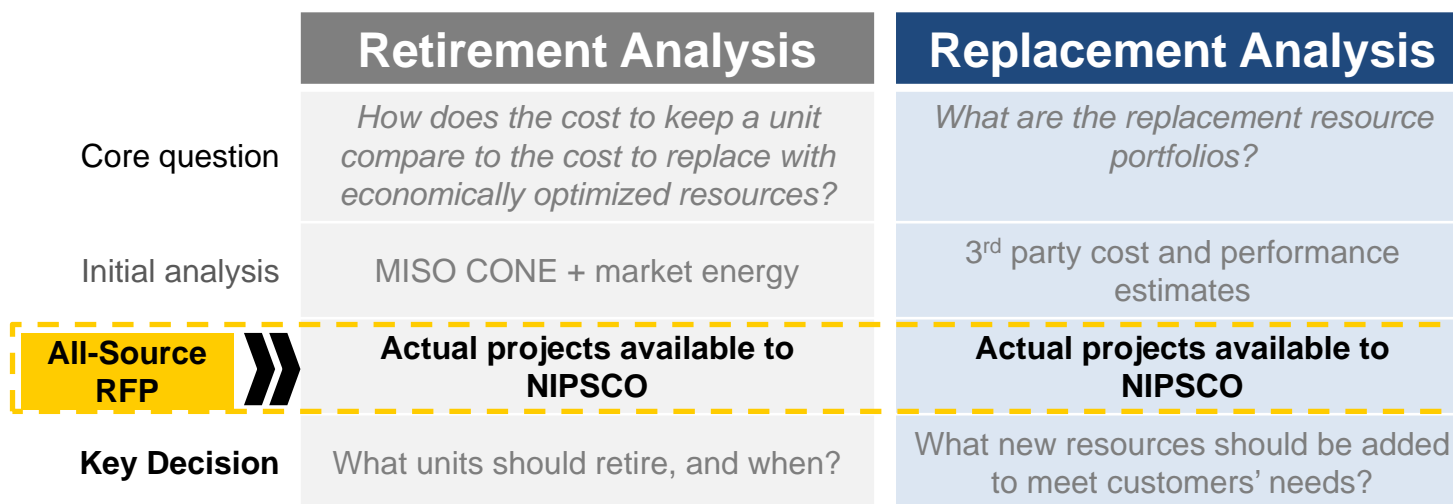 Retirement Analysis
Replacement Analysis
Core question
How does the cost to keep a unit
compare to the cost to replace with
economically optimized resources?
What are the replacement resource
portfolios?
Initial analysis
MISO CONE + market energy
3rd party cost and performance
estimates
All-Source
RFP
Actual projects available to
NIPSCO
Actual projects available to
NIPSCO
Key Decision
What units should retire, and when?
What new resources should be added
to meet customers’ needs?